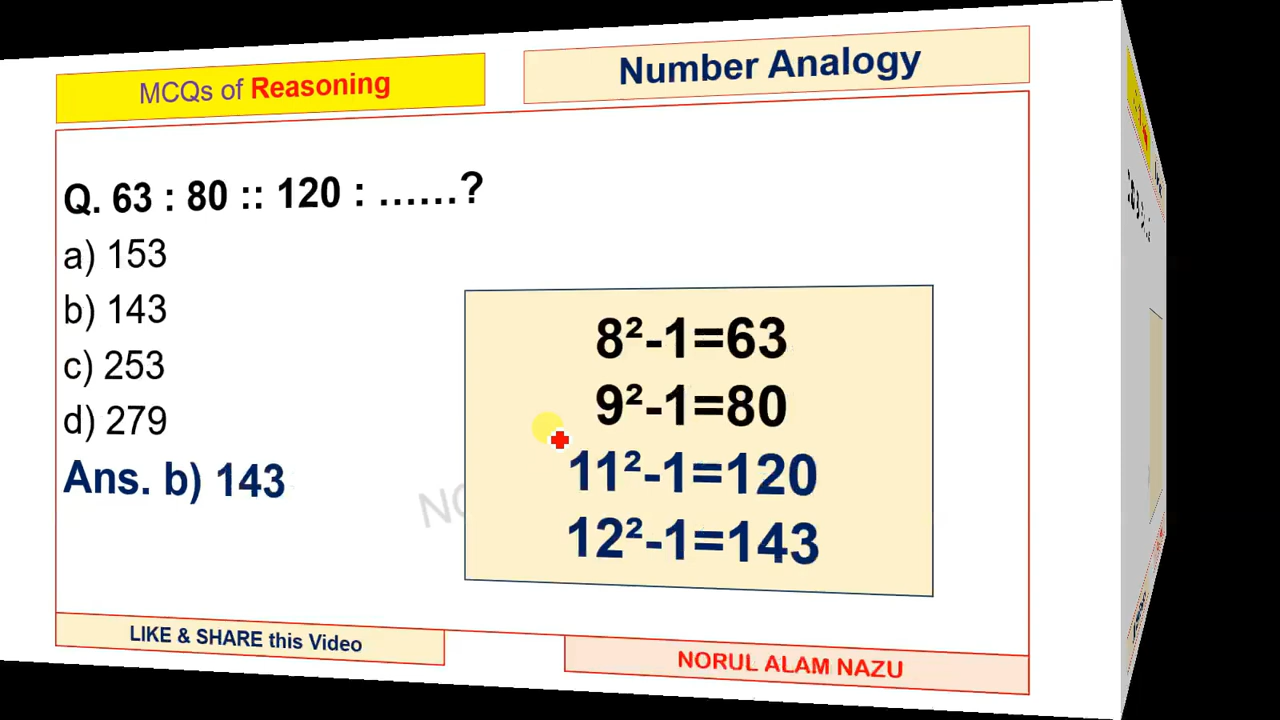 MCQs of Reasoning
Number Analogy
Q. 63 : 80 :: 120 : ......?
a) 153
b) 143
c) 253
d) 279
Ans. b) 143
8²-1=63
9²-1=80
11²-1=120
12²-1=143
NO
LIKE & SHARE this Video
NORUL ALAM NAZU